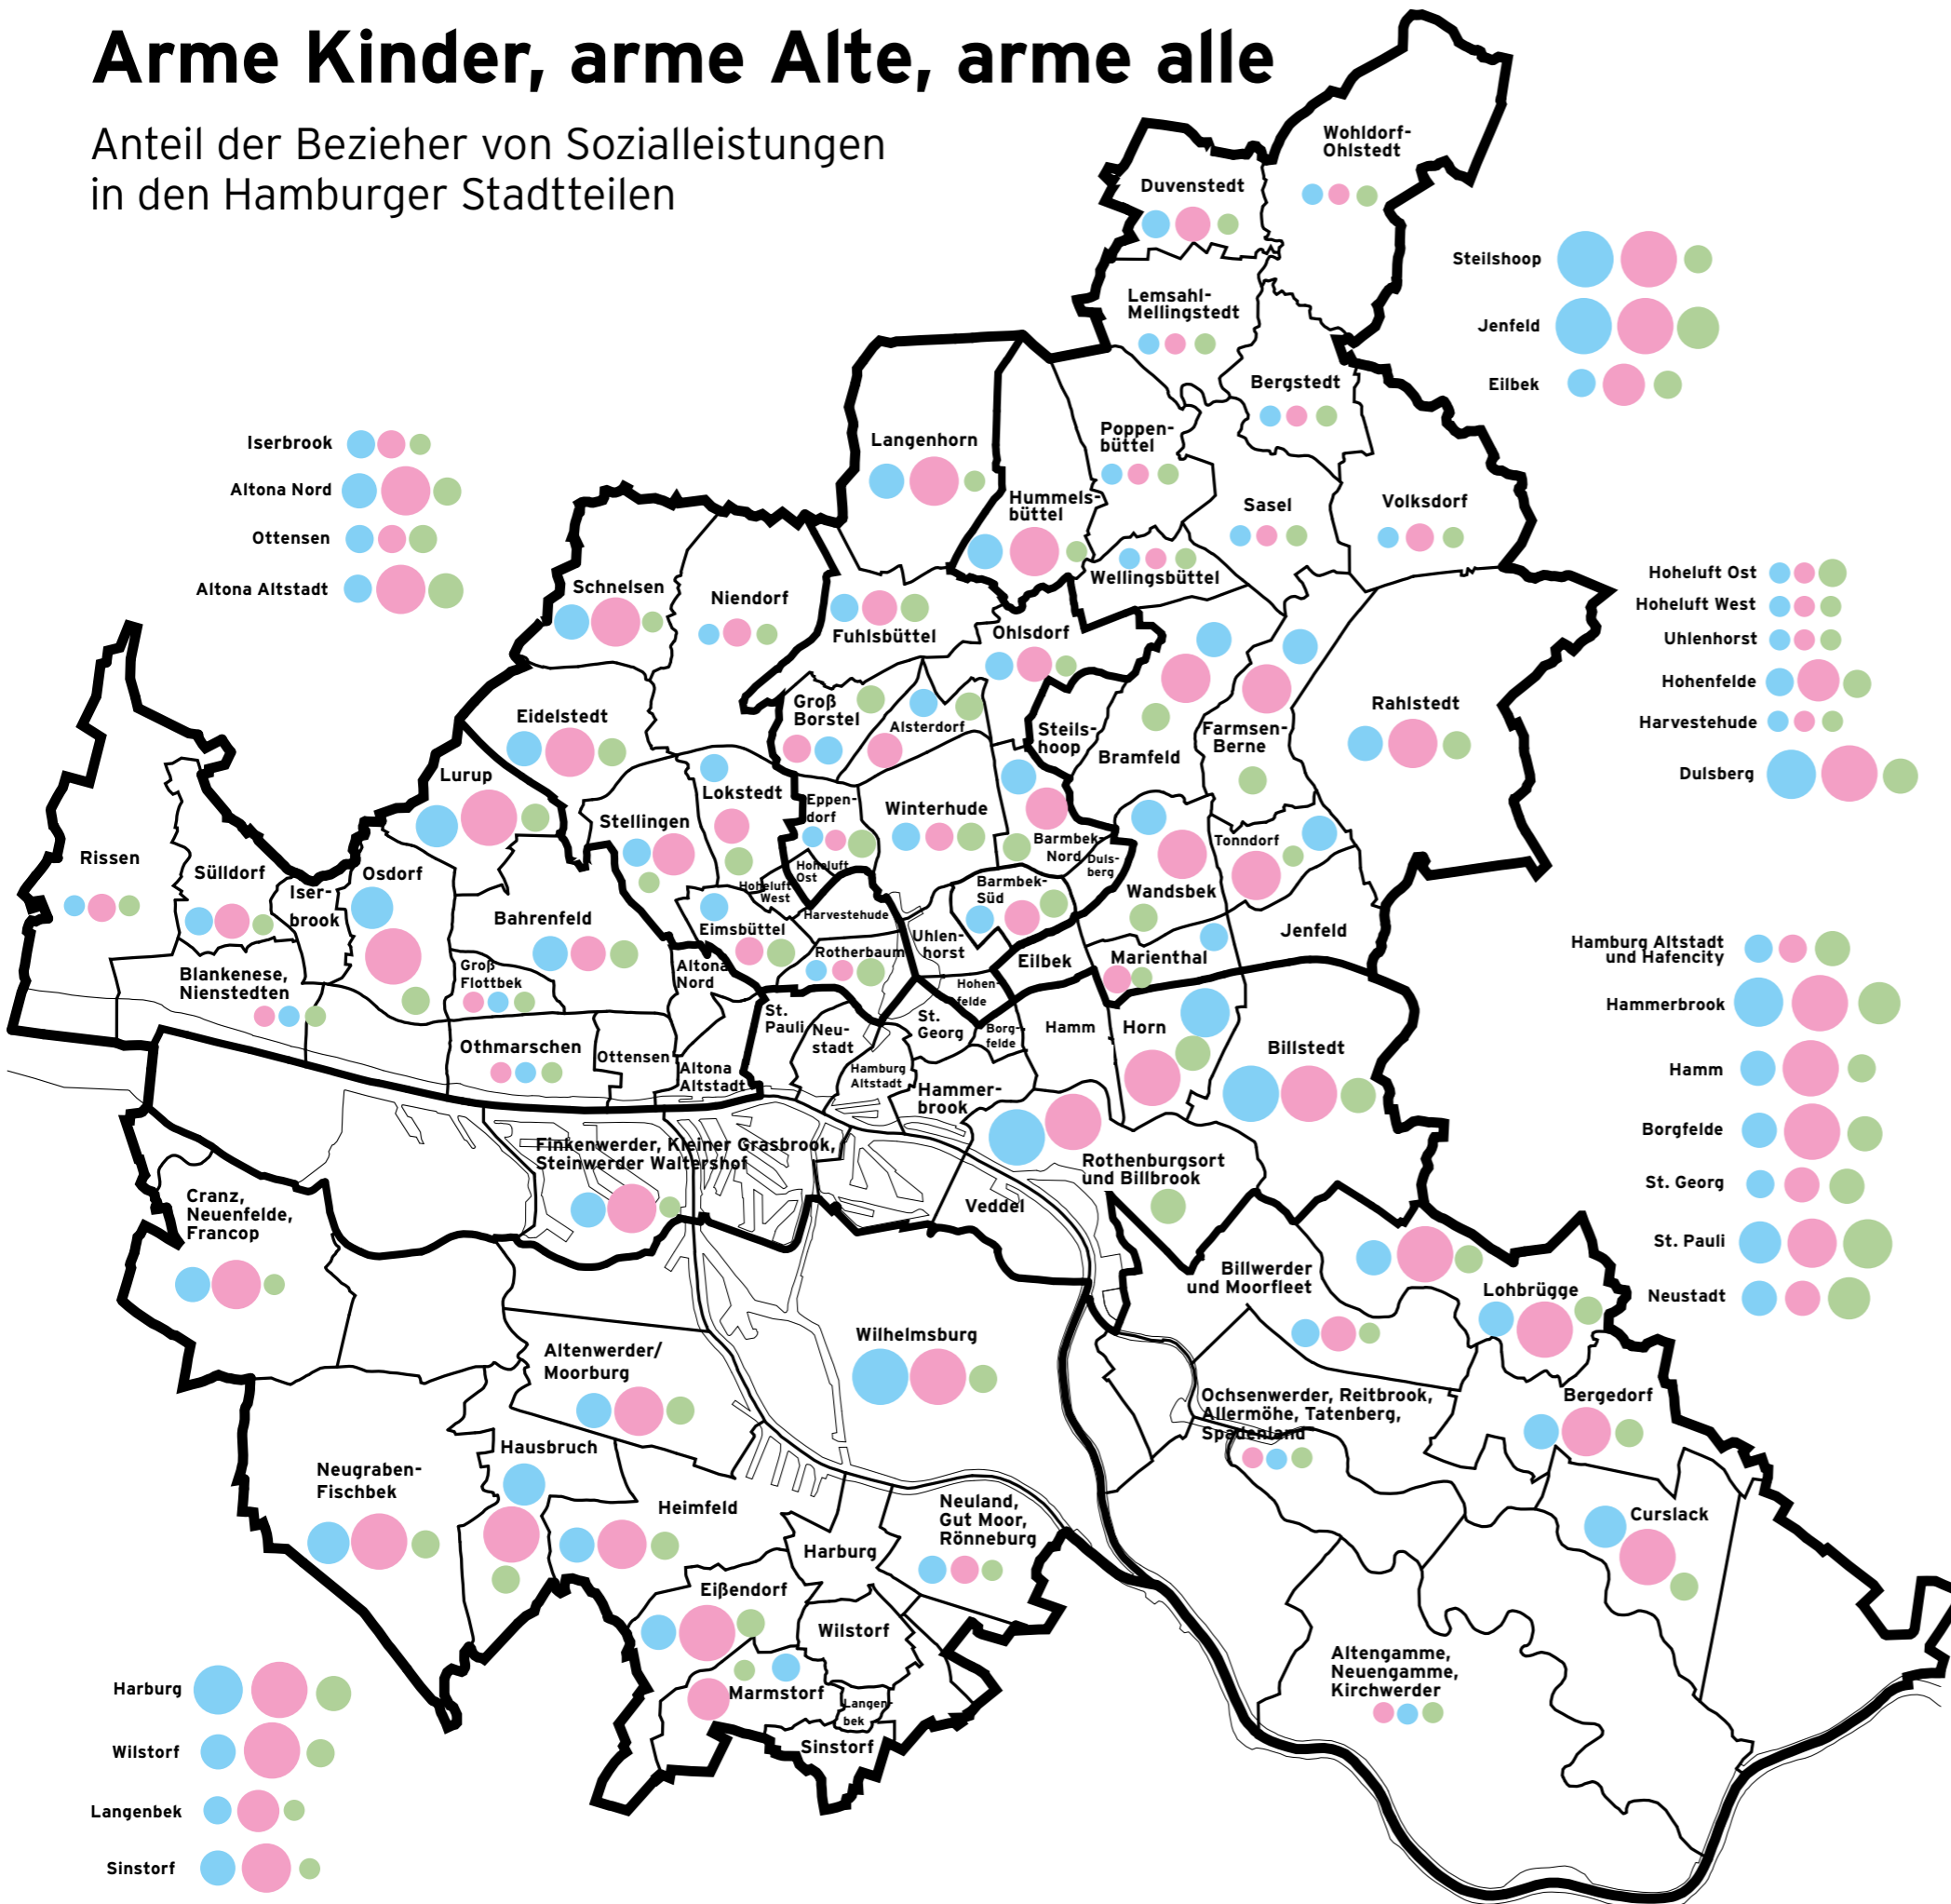 Arme Kinder, arme Alte, arme alle
Anteil der Bezieher von Sozialleistungen
in den Hamburger Stadtteilen
Wohldorf-
Ohlstedt
Duvenstedt
Lemsahl-
Mellingstedt
Bergstedt
Steilshoop
Jenfeld
Eilbek
Iserbrook
Altona Nord
Ottensen
Altona Altstadt
Langenhorn
Poppen-
büttel
Hummels-
büttel
Sasel
Volksdorf
Wellingsbüttel
Schnelsen
Niendorf
Fuhlsbüttel
Ohlsdorf
Hoheluft Ost
Hoheluft West
Uhlenhorst
Hohenfelde
Harvestehude
Dulsberg
Eidelstedt
Groß
Borstel
Alsterdorf
Steils-
hoop
Bramfeld
Farmsen-
Berne
Rahlstedt
Lurup
Stellingen
Lokstedt
Eppen-
dorf
Winterhude
Barmbek-
Nord
Duls-
berg
Tonndorf
Wandsbek
Rissen
Sülldorf
Iser-
brook
Osdorf
Bahrenfeld
Hoheluft
Ost
Hoheluft
West
Harvestehude
Barmbek-
Süd
Eimsbüttel
Rotherbaum
Uhlen-
horst
Eilbek
Marienthal
Jenfeld
Blankenese,
Nienstedten
Groß
Flottbek
Altona
Nord
Hohen-
felde
Othmarschen
Ottensen
Altona
Altstadt
St.
Pauli
Neu-
stadt
St.
Georg
Borg-
felde
Hamm
Horn
Billstedt
Hamburg
Altstadt
Hammer-
brook
Hamburg Altstadt
und Hafencity
Hammerbrook
Hamm
Borgfelde
St. Georg
St. Pauli
Neustadt
Finkenwerder, Kleiner Grasbrook,
Steinwerder Waltershof
Rothenburgsort
und Billbrook
Veddel
Cranz,
Neuenfelde,
Francop
Billwerder
und Moorfleet
Lohbrügge
Wilhelmsburg
Altenwerder/
Moorburg
Ochsenwerder, Reitbrook,
Allermöhe, Tatenberg,
Spadenland
Bergedorf
Hausbruch
Neugraben-
Fischbek
Heimfeld
Harburg
Neuland,
Gut Moor,
Rönneburg
Curslack
Eißendorf
Wilstorf
Marmstorf
Langen-
bek
Sinstorf
Altengamme,
Neuengamme,
Kirchwerder
Harburg
Wilstorf
Langenbek
Sinstorf